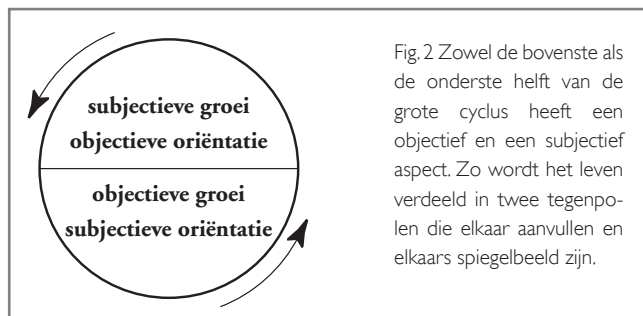 subjectieve groei
objectieve oriëntatie
objectieve groei
subjectieve oriëntatie
Fig. 2 Zowel de bovenste als
de onderste helft van de
grote cyclus heeft een
objectief en een subjectief
aspect. Zo wordt het leven
verdeeld in twee tegenpo-
len die elkaar aanvullen en
elkaars spiegelbeeld zijn.